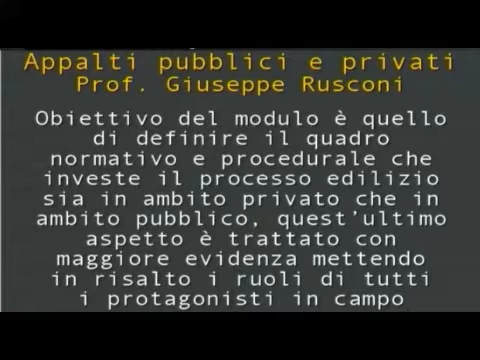 Appalti pubblici e privati
Prof. Giuseppe Rusconi
Obiettivo del modulo è quello
di definire il quadro
normativo e procedurale che
investe il processo edilizio
sia in ambito privato che in
ambito pubblico, quest'ultimo
aspetto è trattato con
maggiore evidenza mettendo
in risalto i ruoli di tutti
i protagonisti in campo